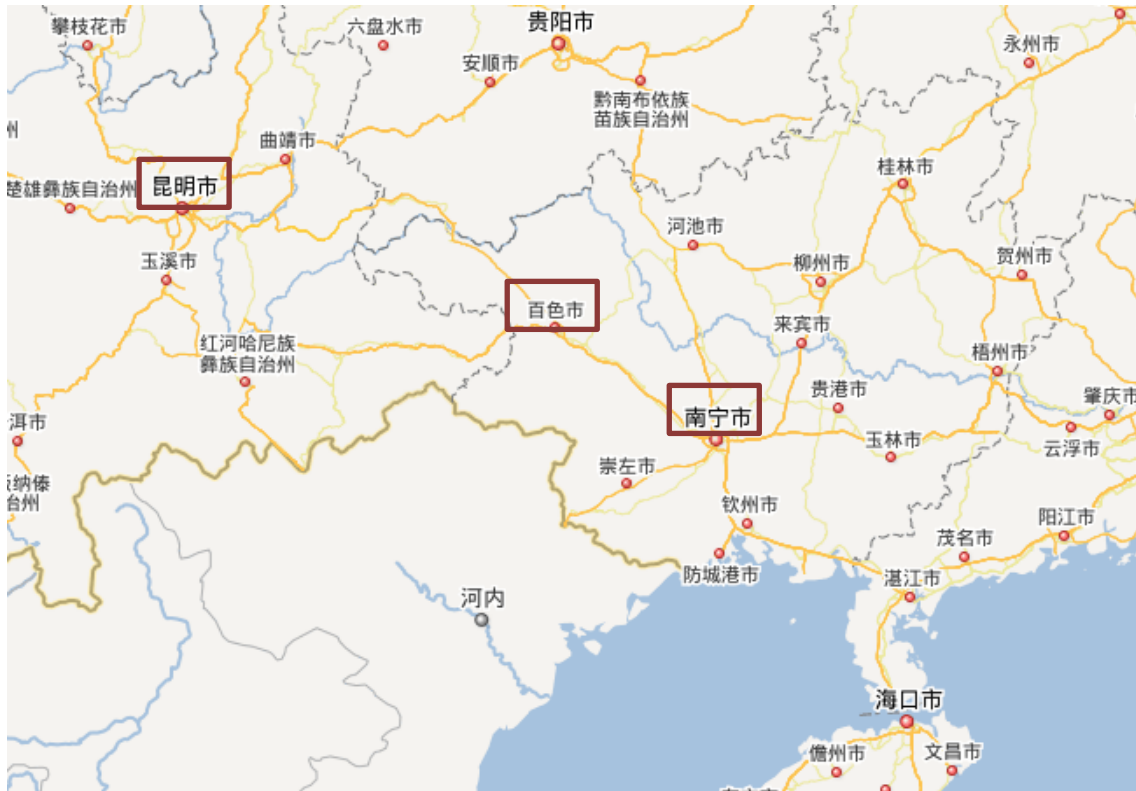 攀枝花市
六盘水市
贵阳市
永州市
安顺市
黔南布依族
苗族自治州
州
曲靖市
桂林市
楚雄彝族自治州
昆明市
河池市
玉溪市
柳州市
贺州市
百色市
来宾市
红河哈尼族
彝族自治州
梧州市
贵港市
肇庆市
洱市
南宁市
玉林市
云浮市
崇左市
版纳傣
治州
钦州市
阳江市
茂名市
防城港市
湛江市
河内
海口市
儋州市
文昌市